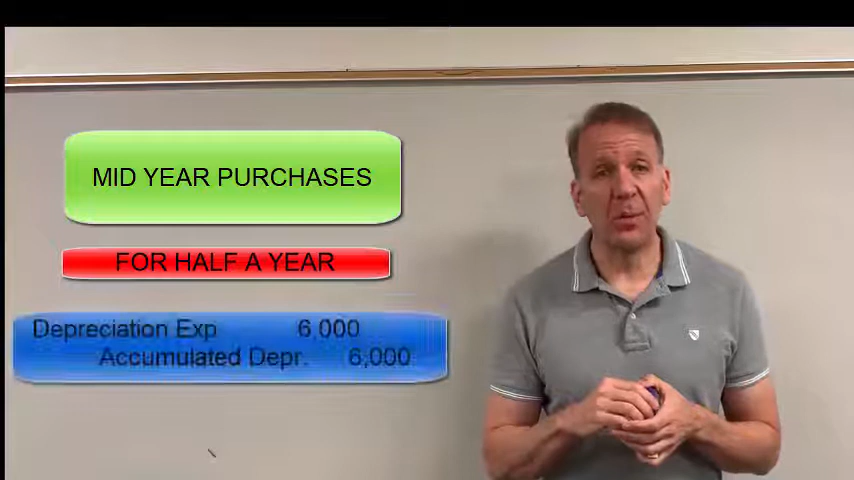 MID YEAR PURCHASES
FOR HALF A YEAR
Depreciation Exp 6,000
Accumulated Depr. 6,000